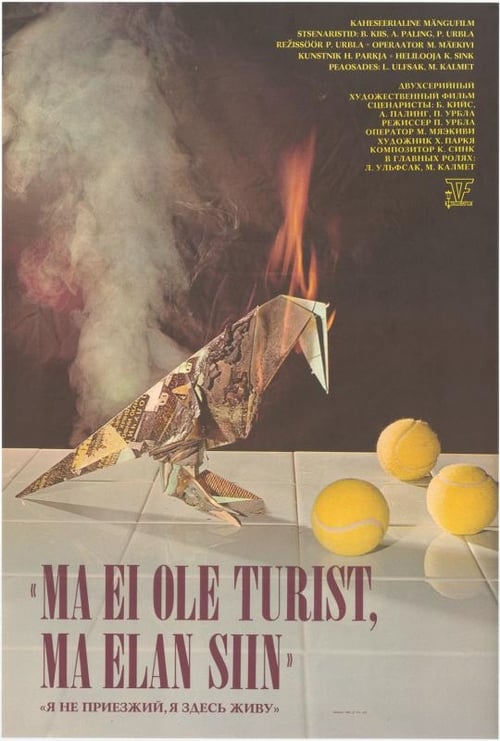 KAHESEERIALINE MÄNGUFILM
STSENARISTID: B. KIIS, A. PALING, P. URBLA
REŽISSÖÖR P. URBLA • OPERAATOR M. MÄEKIVI
KUNSTNIK H. PARKJA • HELILOOJA K. SINK
PEAOSADES: L. ULFSAK, M. KALMET
ДВУХСЕРИЙНЫЙ
ХУДОЖЕСТВЕННЫЙ ФИЛЬМ
СЦЕНАРИСТЫ: Б. КИЙС,
А. ПАЛИНГ, П. УРБЛА
РЕЖИССЕР П. УРБЛА
ОПЕРАТОР М. МЯЭКИВИ
ХУДОЖНИК Х. ПАРКЯ
КОМПОЗИТОР К. СИНК
В ГЛАВНЫХ РОЛЯХ:
Л. УЛЬФСАК, М. КАЛМЕТ
«MA EI OLE TURIST,
MA ELAN SIIN»
«Я НЕ ПРИЕЗЖИЙ, Я ЗДЕСЬ ЖИВУ»